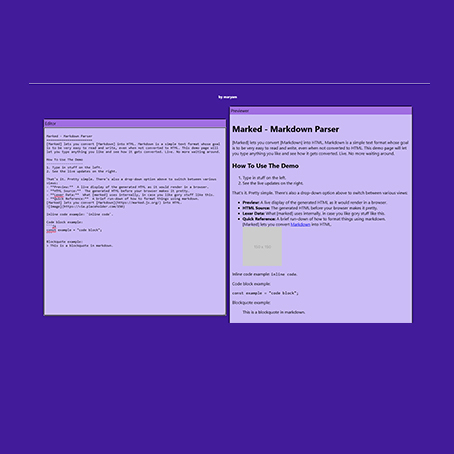 by maryam
Editor
Marked - Markdown Parser
========================
[Marked] lets you convert [Markdown] into HTML. Markdown is a simple text format whose goal
is to be very easy to read and write, even when not converted to HTML. This demo page will
let you type anything you like and see how it gets converted. Live. No more waiting around.
How To Use The Demo
-------------------
1. Type in stuff on the left.
2. See the live updates on the right.
That's it. Pretty simple. There's also a drop-down option above to switch between various
views:
- **Preview:** A live display of the generated HTML as it would render in a browser.
- **HTML Source:** The generated HTML before your browser makes it pretty.
- **Lexer Data:** What [marked] uses internally, in case you like gory stuff like this.
- **Quick Reference:** A brief run-down of how to format things using markdown.
[Marked] lets you convert [Markdown](https://marked.js.org/) into HTML.
Inline code example: `inline code`.
Code block example:
```js
const example = "code block";
```
Blockquote example:
> This is a blockquote in markdown.
Previewer
Marked - Markdown Parser
[Marked] lets you convert [Markdown] into HTML. Markdown is a simple text format whose goal
is to be very easy to read and write, even when not converted to HTML. This demo page will let
you type anything you like and see how it gets converted. Live. No more waiting around.
How To Use The Demo
1. Type in stuff on the left.
2. See the live updates on the right.
That's it. Pretty simple. There's also a drop-down option above to switch between various views:
• Preview: A live display of the generated HTML as it would render in a browser.
• HTML Source: The generated HTML before your browser makes it pretty.
• Lexer Data: What [marked] uses internally, in case you like gory stuff like this.
• Quick Reference: A brief run-down of how to format things using markdown.
[Marked] lets you convert Markdown into HTML.
150 x 150
Inline code example: inline code.
Code block example:
const example = "code block";
Blockquote example:
This is a blockquote in markdown.